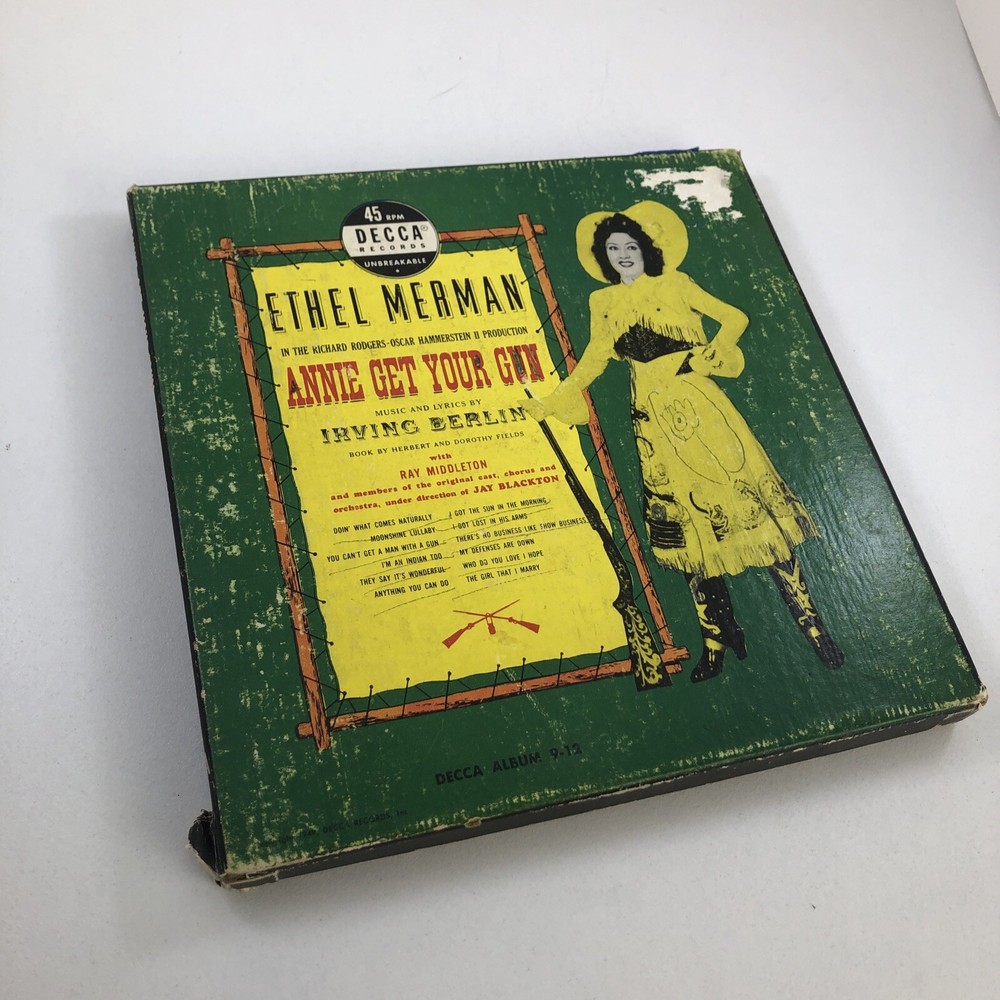 45 RPM
DECCA®
RECORDS
UNBREAKABLE
ETHEL MERMAN
IN THE RICHARD RODGERS-OSCAR HAMMERSTEIN II PRODUCTION
ANNIE GET YOUR GUN
MUSIC AND LYRICS BY
IRVING BERLIN
BOOK BY HERBERT AND DOROTHY FIELDS
with
RAY MIDDLETON
and members of the original cast, chorus and
orchestra, under direction of JAY BLACKTON
DOIN' WHAT COMES NATURALLY
MOONSHINE LULLABY
YOU CAN'T GET A MAN WITH A GUN
I'M AN INDIAN TOO
THEY SAY IT'S WONDERFUL
ANYTHING YOU CAN DO
I GOT THE SUN IN THE MORNING
I GOT LOST IN HIS ARMS
THERE'S NO BUSINESS LIKE SHOW BUSINESS
MY DEFENSES ARE DOWN
WHO DO YOU LOVE I HOPE
THE GIRL THAT I MARRY
DECCA ALBUM 9-12
DECCA RECORDS, INC